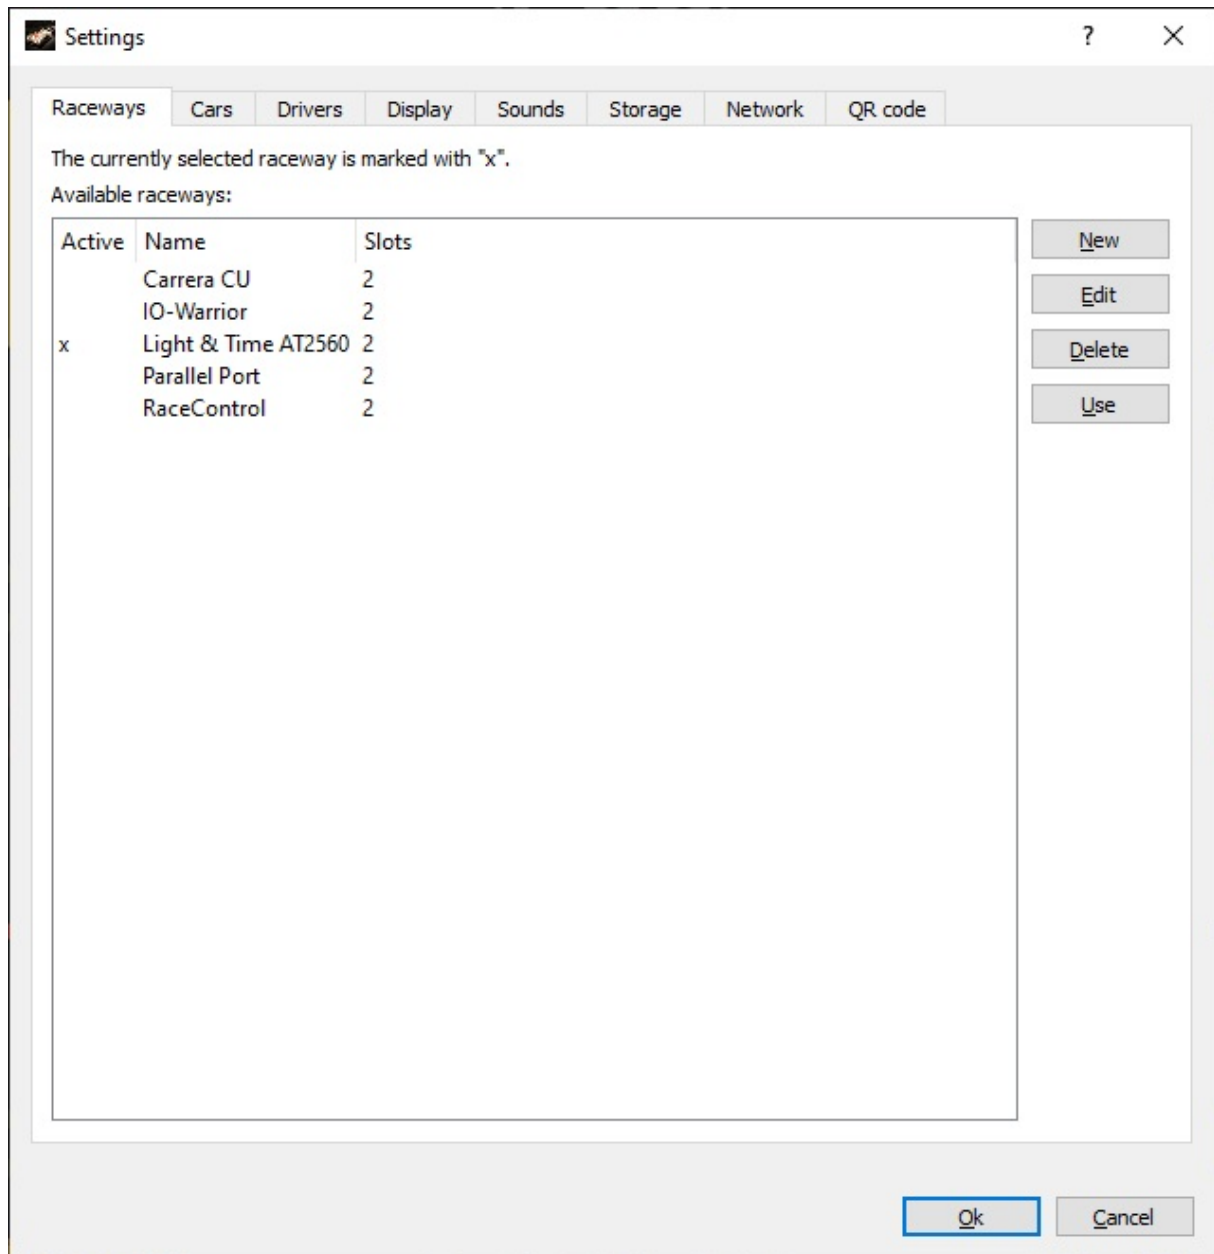 Settings
Raceways Cars Drivers Display Sounds Storage Network QR code
The currently selected raceway is marked with "x".
Available raceways:
Active Name Slots
Carrera CU 2
IO-Warrior 2
x Light & Time AT2560 2
Parallel Port 2
RaceControl 2
New
Edit
Delete
Use
Ok Cancel